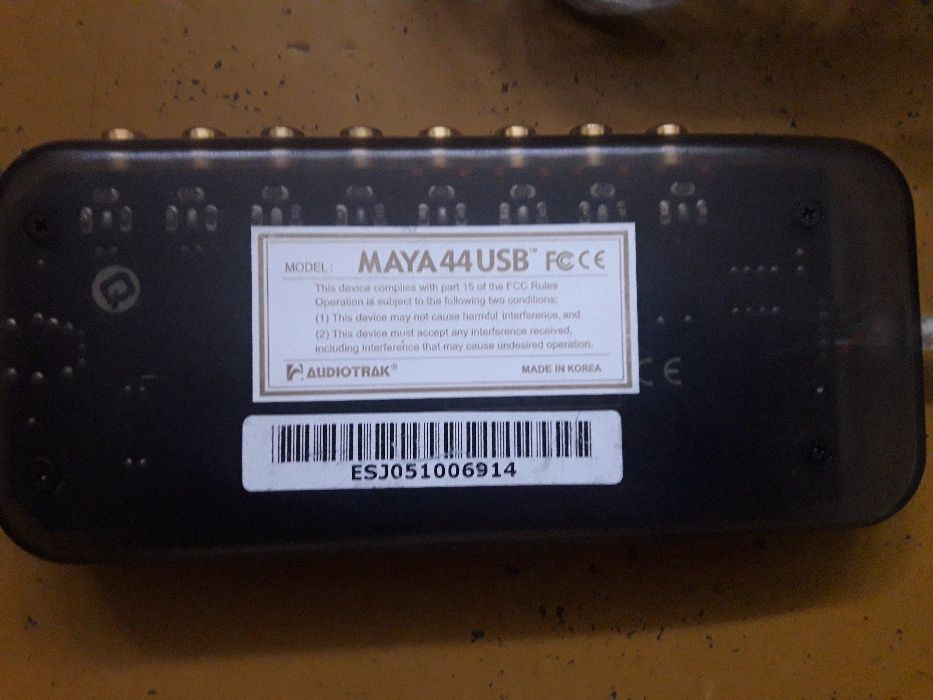 MODEL: MAYA44USB™ FC CE
This device complies with part 15 of the FCC Rules
Operation is subject to the following two conditions:
(1) This device may not cause harmful interference, and
(2) This device must accept any interference received,
including interference that may cause undesired operation.
AUDIOTRAK® MADE IN KOREA
CE
ESJ051006914